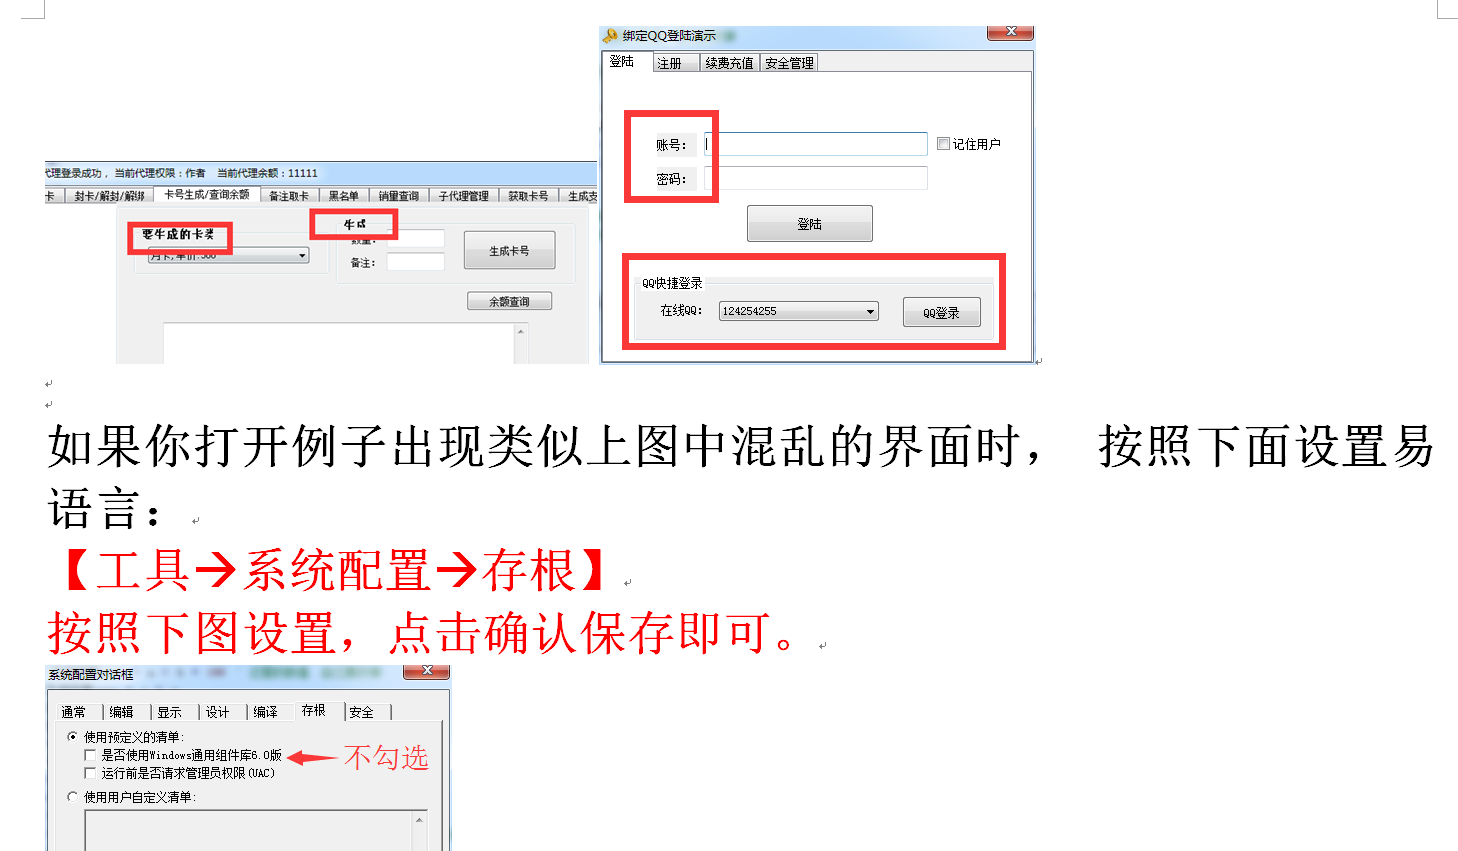 绑定QQ登陆演示
登陆 注册 续费充值 安全管理
账号： 记住用户
密码：
登陆
QQ快捷登录
在线QQ： 124254255 QQ登录
代理登录成功，当前代理权限：作者 当前代理余额：11111
卡 封卡/解封/解绑 卡号生成/查询余额 备注取卡 黑名单 销量查询 子代理管理 获取卡号 生成支
要生成的卡类 生成
数量：
月卡,单价:300 生成卡号
备注：
余额查询
如果你打开例子出现类似上图中混乱的界面时， 按照下面设置易
语言：
【工具→系统配置→存根】
按照下图设置，点击确认保存即可。
系统配置对话框
通常 编辑 显示 设计 编译 存根 安全
使用预定义的清单:
是否使用Windows通用组件库6.0版 不勾选
运行前是否请求管理员权限(UAC)
使用用户自定义清单: